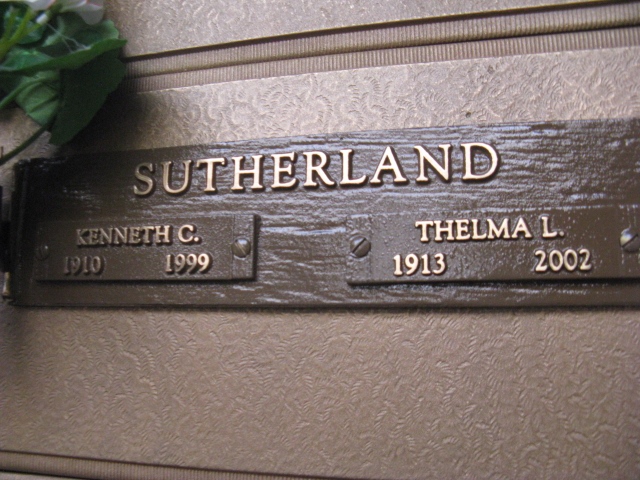 SUTHERLAND
KENNETH C.
1910 1999
THELMA L.
1913 2002